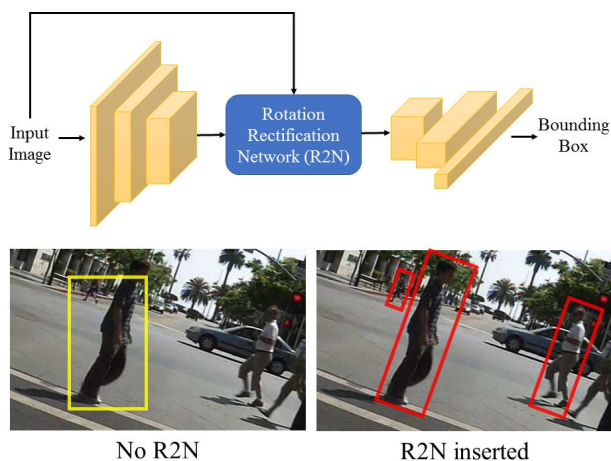 Input
Image
Rotation
Rectification
Network (R2N)
Bounding
Box
No R2N
R2N inserted